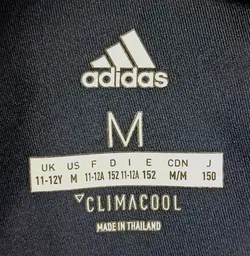 adidas
M
UK US F D I E CDN J
11-12Y M 11-12A 152 11-12A 152 M/M 150
CLIMACOOL
MADE IN THAILAND